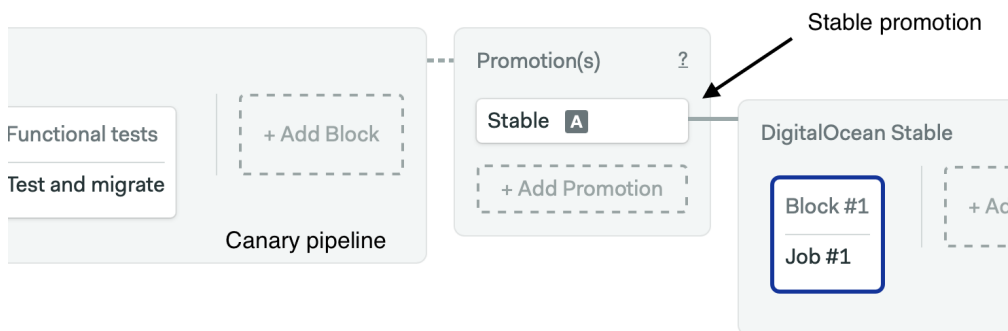 Stable promotion
Promotion(s) ?
Functional tests
+ Add Block
Stable A
DigitalOcean Stable
Test and migrate
+ Add Promotion
Block #1
+ Ad
Canary pipeline
Job #1